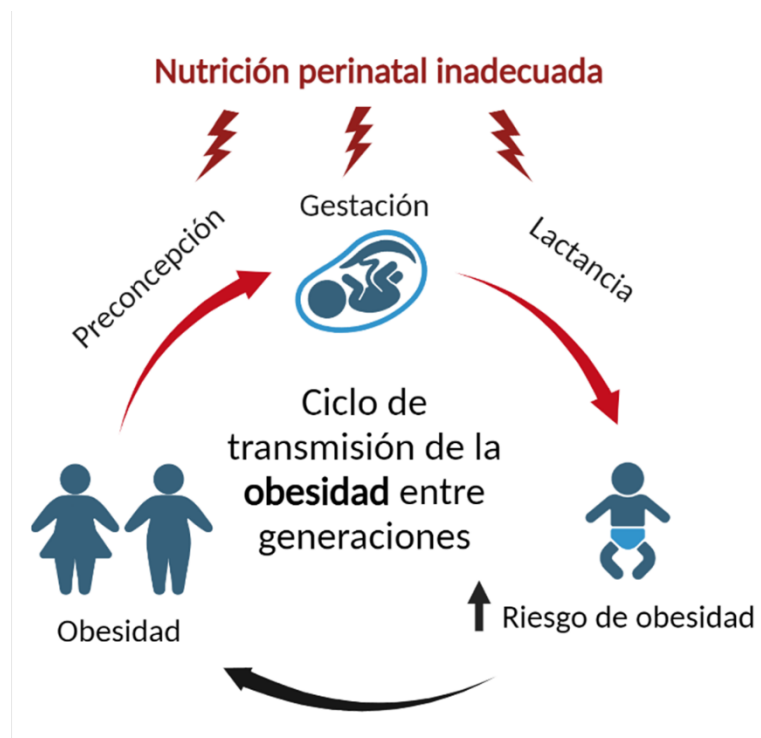 Nutrición perinatal inadecuada
Gestación
Preconcepción
Lactancia
Ciclo de
transmisión de la
obesidad entre
generaciones
Obesidad
Riesgo de obesidad